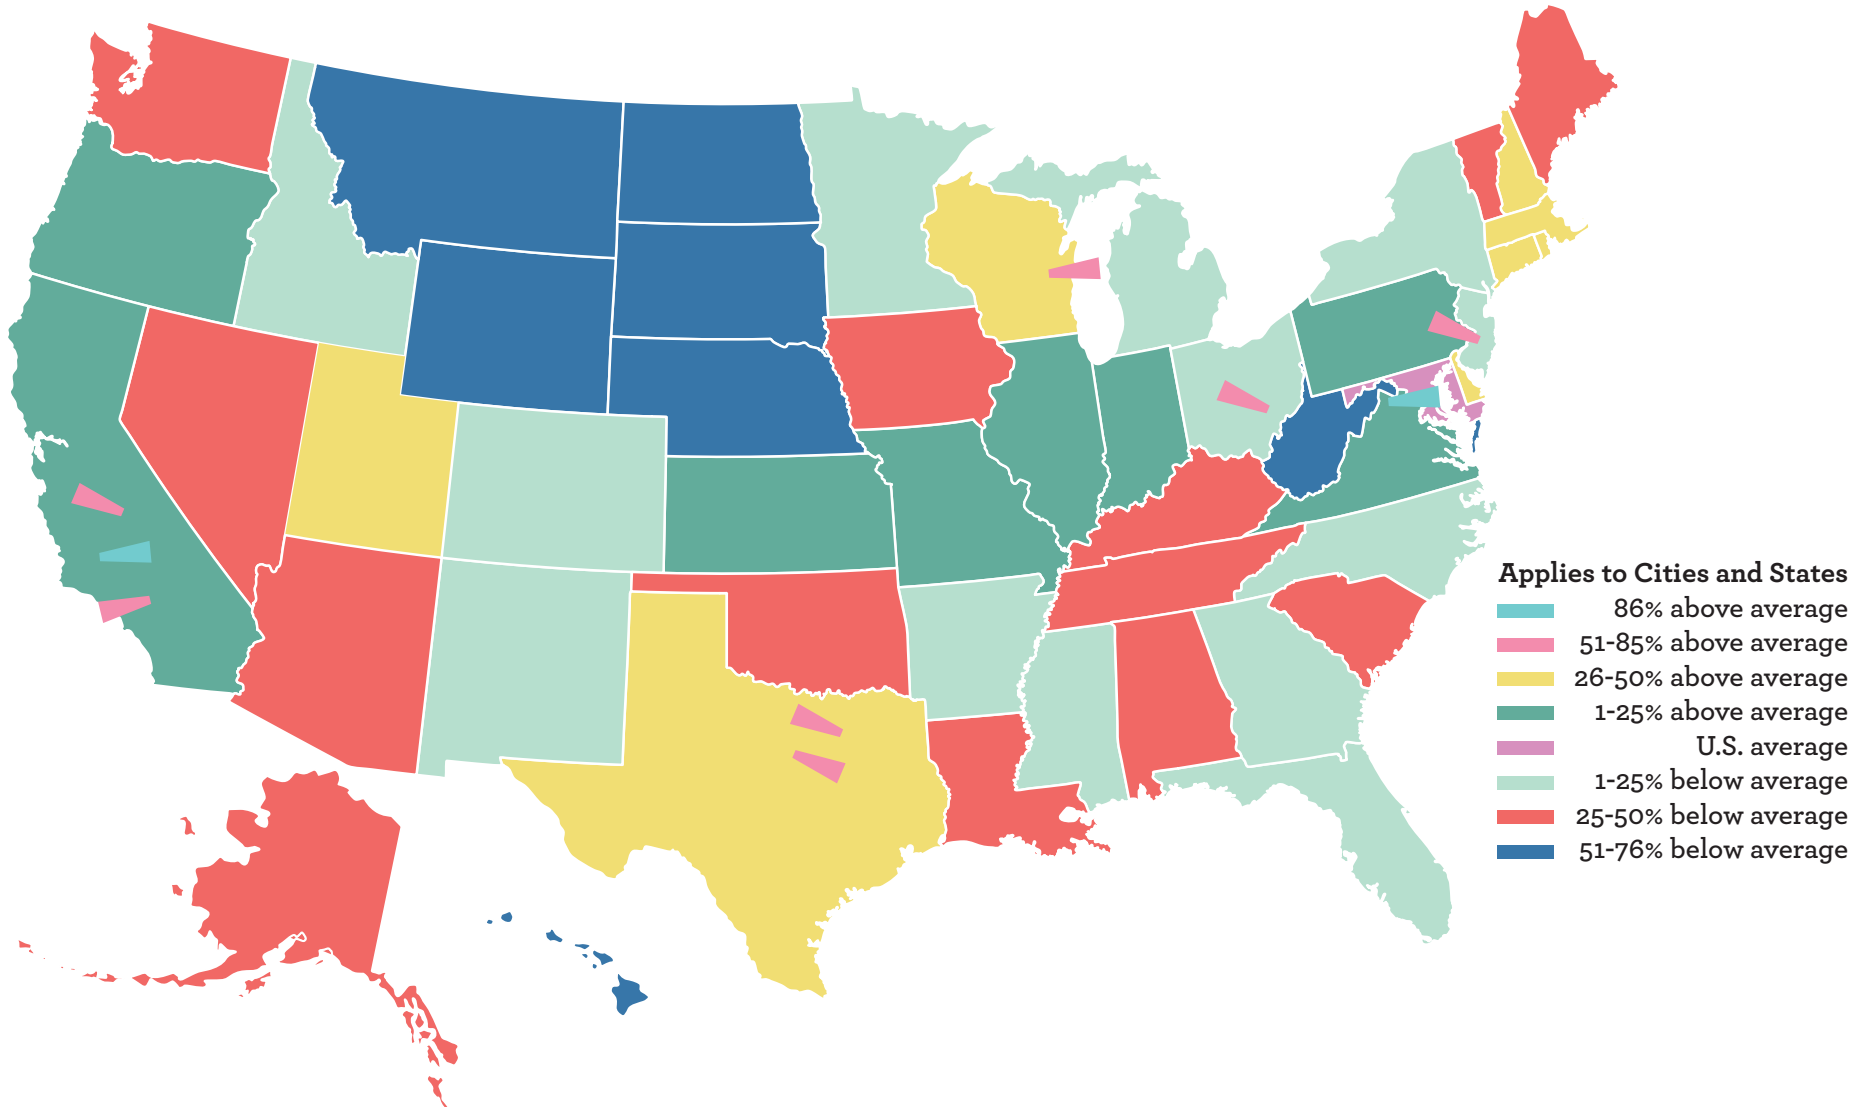 Applies to Cities and States
86% above average
51-85% above average
26-50% above average
1-25% above average
U.S. average
1-25% below average
25-50% below average
51-76% below average